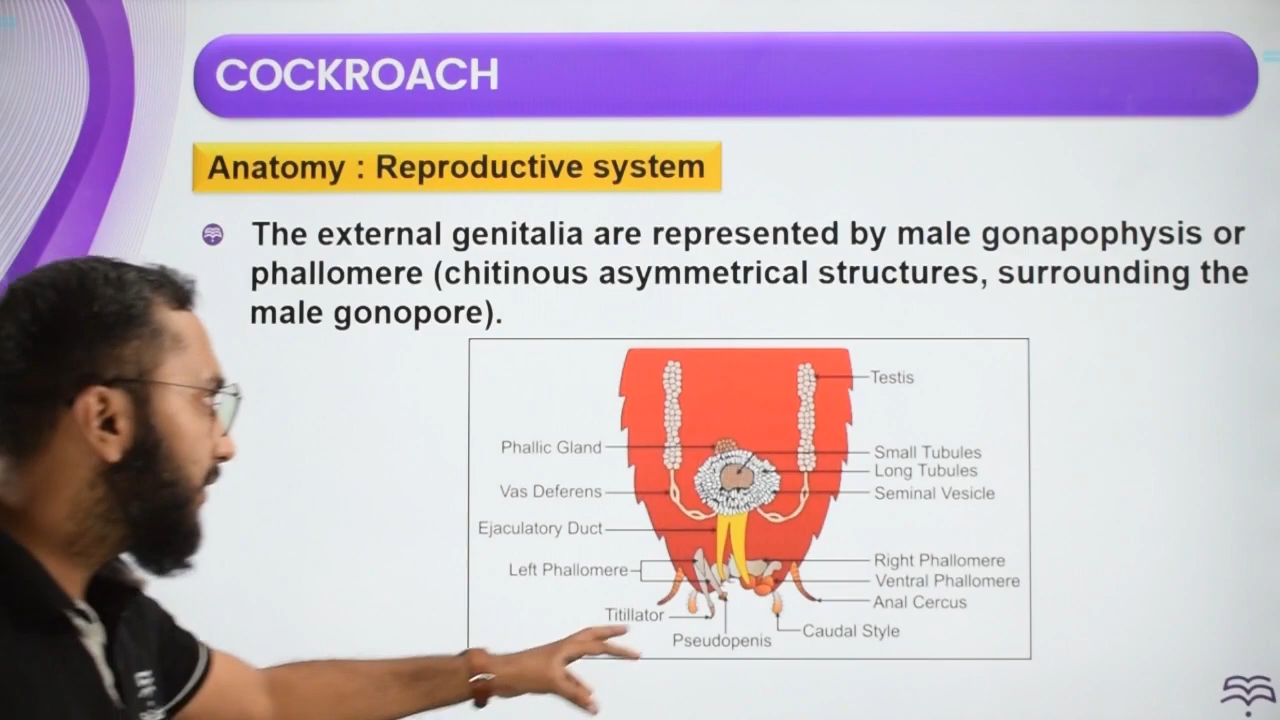 COCKROACH
Anatomy : Reproductive system
The external genitalia are represented by male gonapophysis or
phallomere (chitinous asymmetrical structures, surrounding the
male gonopore).
Testis
Phallic Gland
Small Tubules
Long Tubules
Vas Deferens
Seminal Vesicle
Ejaculatory Duct
Right Phallomere
Left Phallomere
Ventral Phallomere
Anal Cercus
Titillator
Caudal Style
Pseudopenis